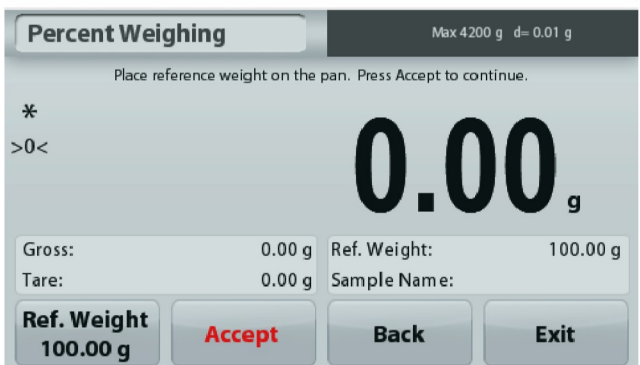 Percent Weighing
Max 4200 g d= 0.01 g
Place reference weight on the pan. Press Accept to continue.
*
>0<
0.00 g
Gross: 0.00 g
Ref. Weight: 100.00 g
Tare: 0.00 g
Sample Name:
Ref. Weight
100.00 g
Accept
Back
Exit